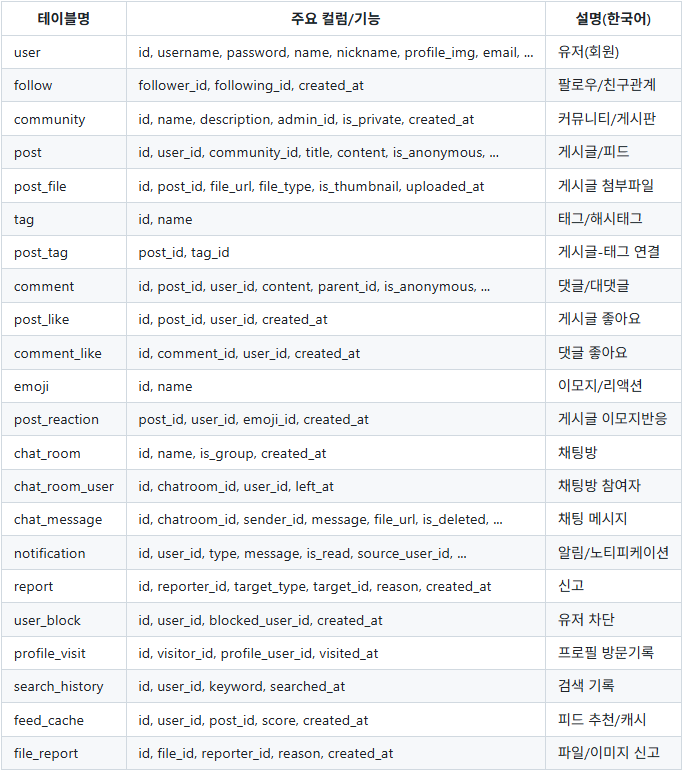 테이블명 주요 컬럼/기능 설명(한국어)
user id, username, password, name, nickname, profile_img, email, ... 유저(회원)
follow follower_id, following_id, created_at 팔로우/친구관계
community id, name, description, admin_id, is_private, created_at 커뮤니티/게시판
post id, user_id, community_id, title, content, is_anonymous, ... 게시글/피드
post_file id, post_id, file_url, file_type, is_thumbnail, uploaded_at 게시글 첨부파일
tag id, name 태그/해시태그
post_tag post_id, tag_id 게시글-태그 연결
comment id, post_id, user_id, content, parent_id, is_anonymous, ... 댓글/대댓글
post_like id, post_id, user_id, created_at 게시글 좋아요
comment_like id, comment_id, user_id, created_at 댓글 좋아요
emoji id, name 이모지/리액션
post_reaction post_id, user_id, emoji_id, created_at 게시글 이모지반응
chat_room id, name, is_group, created_at 채팅방
chat_room_user id, chatroom_id, user_id, left_at 채팅방 참여자
chat_message id, chatroom_id, sender_id, message, file_url, is_deleted, ... 채팅 메시지
notification id, user_id, type, message, is_read, source_user_id, ... 알림/노티피케이션
report id, reporter_id, target_type, target_id, reason, created_at 신고
user_block id, user_id, blocked_user_id, created_at 유저 차단
profile_visit id, visitor_id, profile_user_id, visited_at 프로필 방문기록
search_history id, user_id, keyword, searched_at 검색 기록
feed_cache id, user_id, post_id, score, created_at 피드 추천/캐시
file_report id, file_id, reporter_id, reason, created_at 파일/이미지 신고